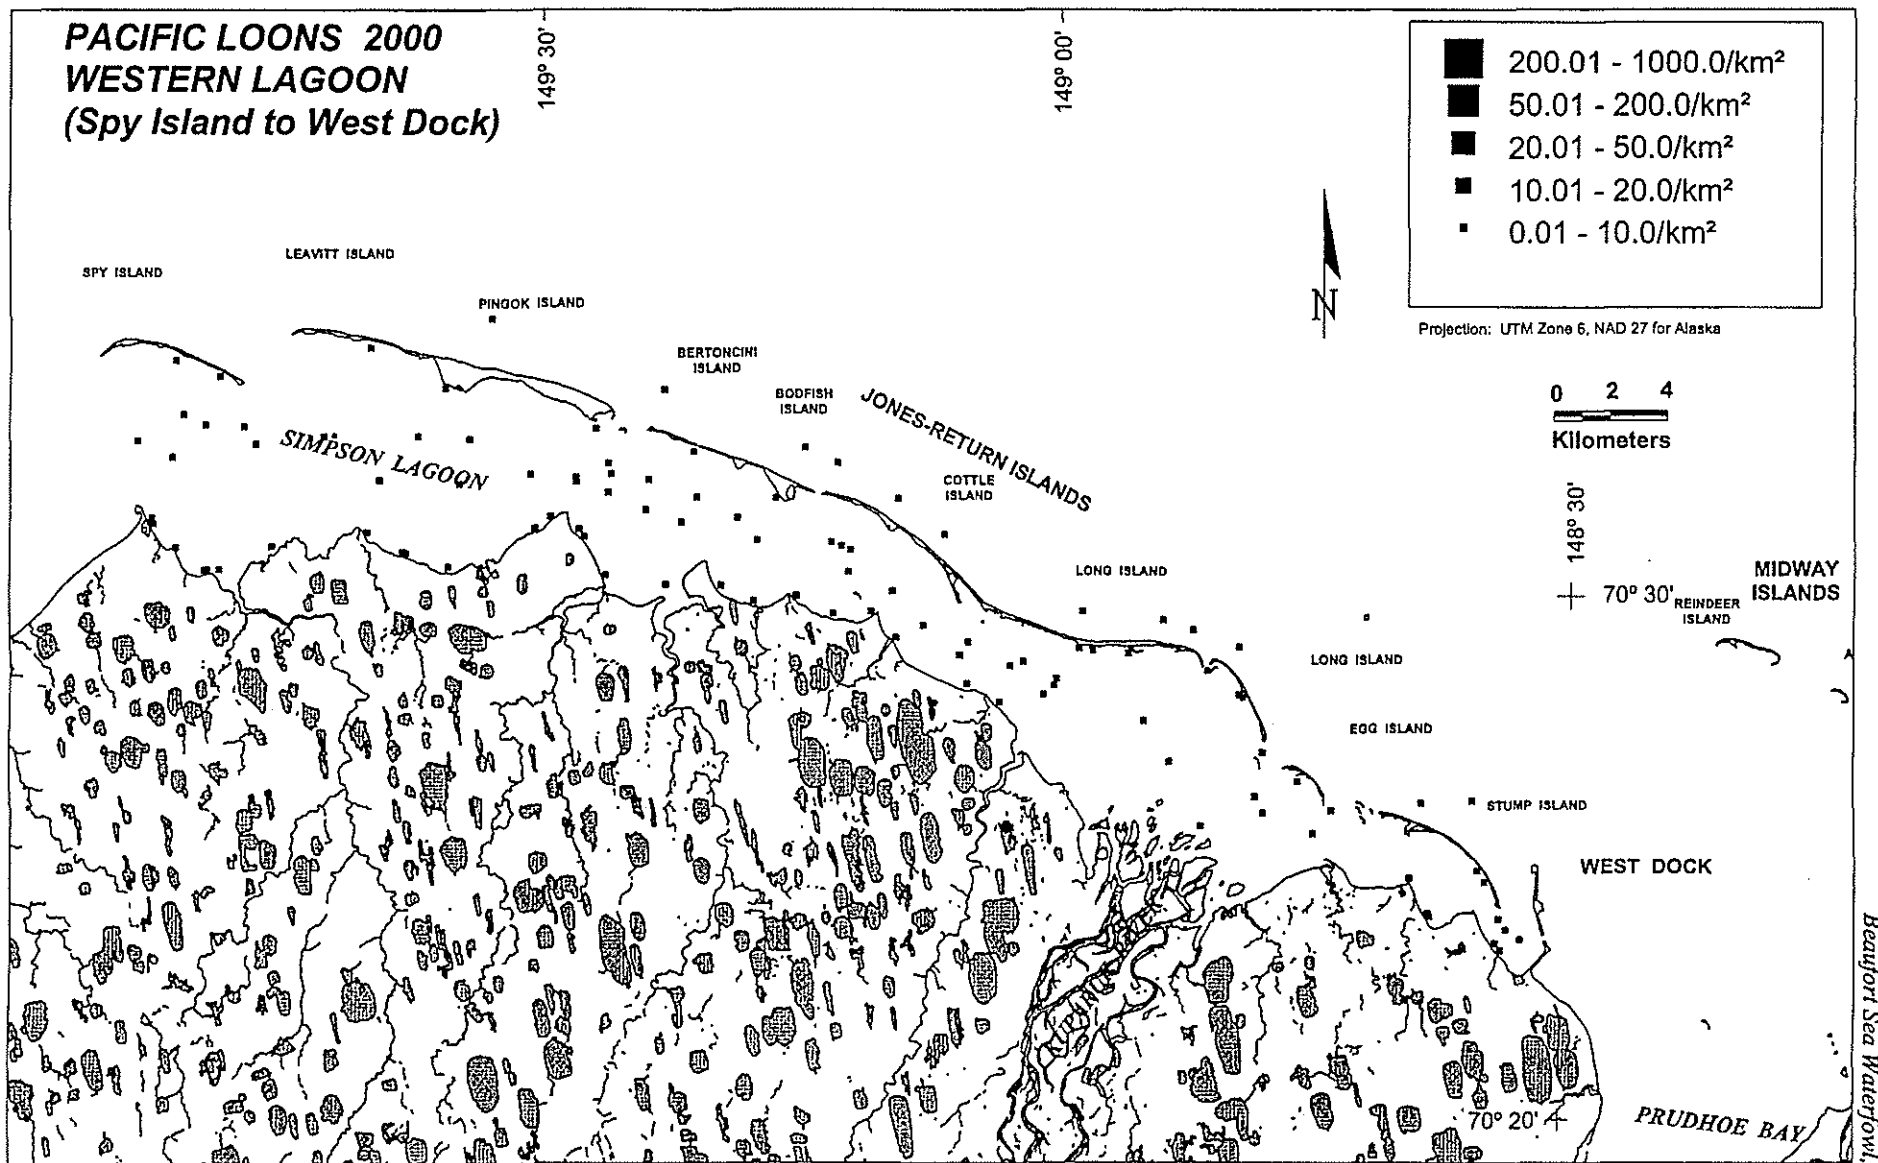 PACIFIC LOONS 2000
WESTERN LAGOON
(Spy Island to West Dock)
149° 30'
149° 00'
200.01 - 1000.0/km²
50.01 - 200.0/km²
20.01 - 50.0/km²
10.01 - 20.0/km²
0.01 - 10.0/km²
Projection: UTM Zone 6, NAD 27 for Alaska
N
0 2 4
Kilometers
SPY ISLAND
LEAVITT ISLAND
PINGOK ISLAND
BERTONCINI
ISLAND
BODFISH
ISLAND
JONES-RETURN ISLANDS
COTTLE
ISLAND
SIMPSON LAGOON
LONG ISLAND
148° 30'
70° 30'
MIDWAY
ISLANDS
REINDEER
ISLAND
A
LONG ISLAND
EGG ISLAND
STUMP ISLAND
WEST DOCK
70° 20'
PRUDHOE BAY
Beaufort Sea Waterfowl,